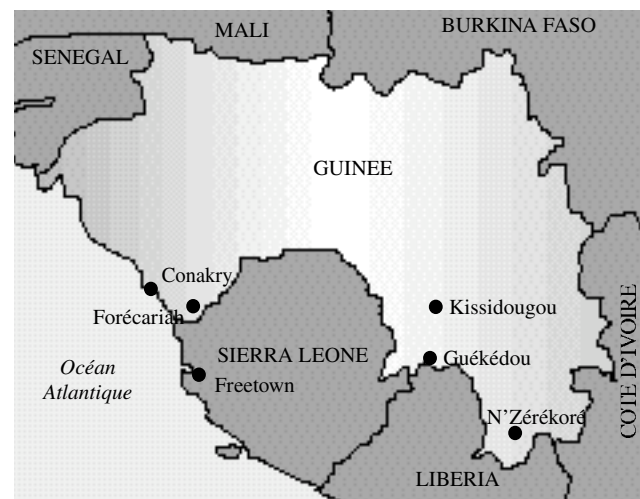 MALI
BURKINA FASO
SENEGAL
GUINEE
Conakry
Forécariah
Kissidougou
SIERRA LEONE
Guékédou
Océan
Atlantique
Freetown
N'Zérékoré
LIBERIA
COTE D'IVOIRE